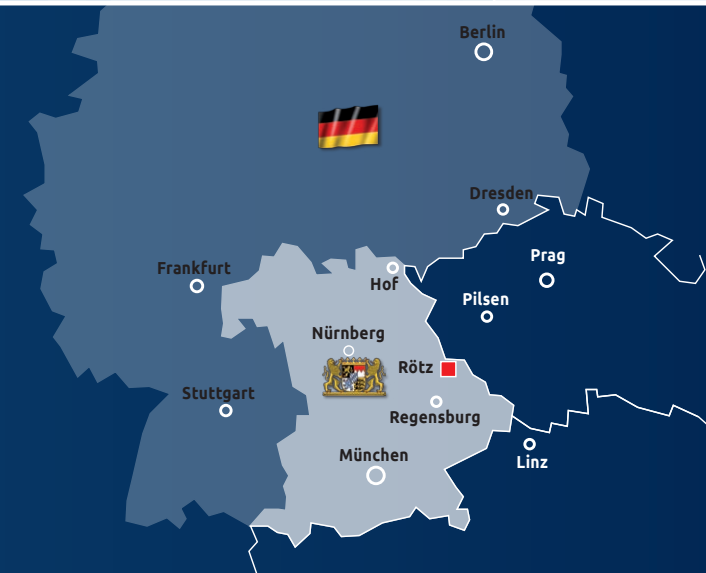 Berlin
Dresden
Prag
Frankfurt
Hof
Pilsen
Nürnberg
Rötz
Stuttgart
Regensburg
München
Linz